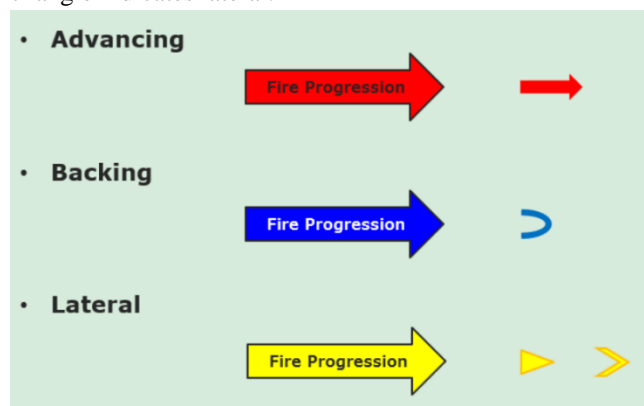 • Advancing
Fire Progression
• Backing
Fire Progression
• Lateral
Fire Progression